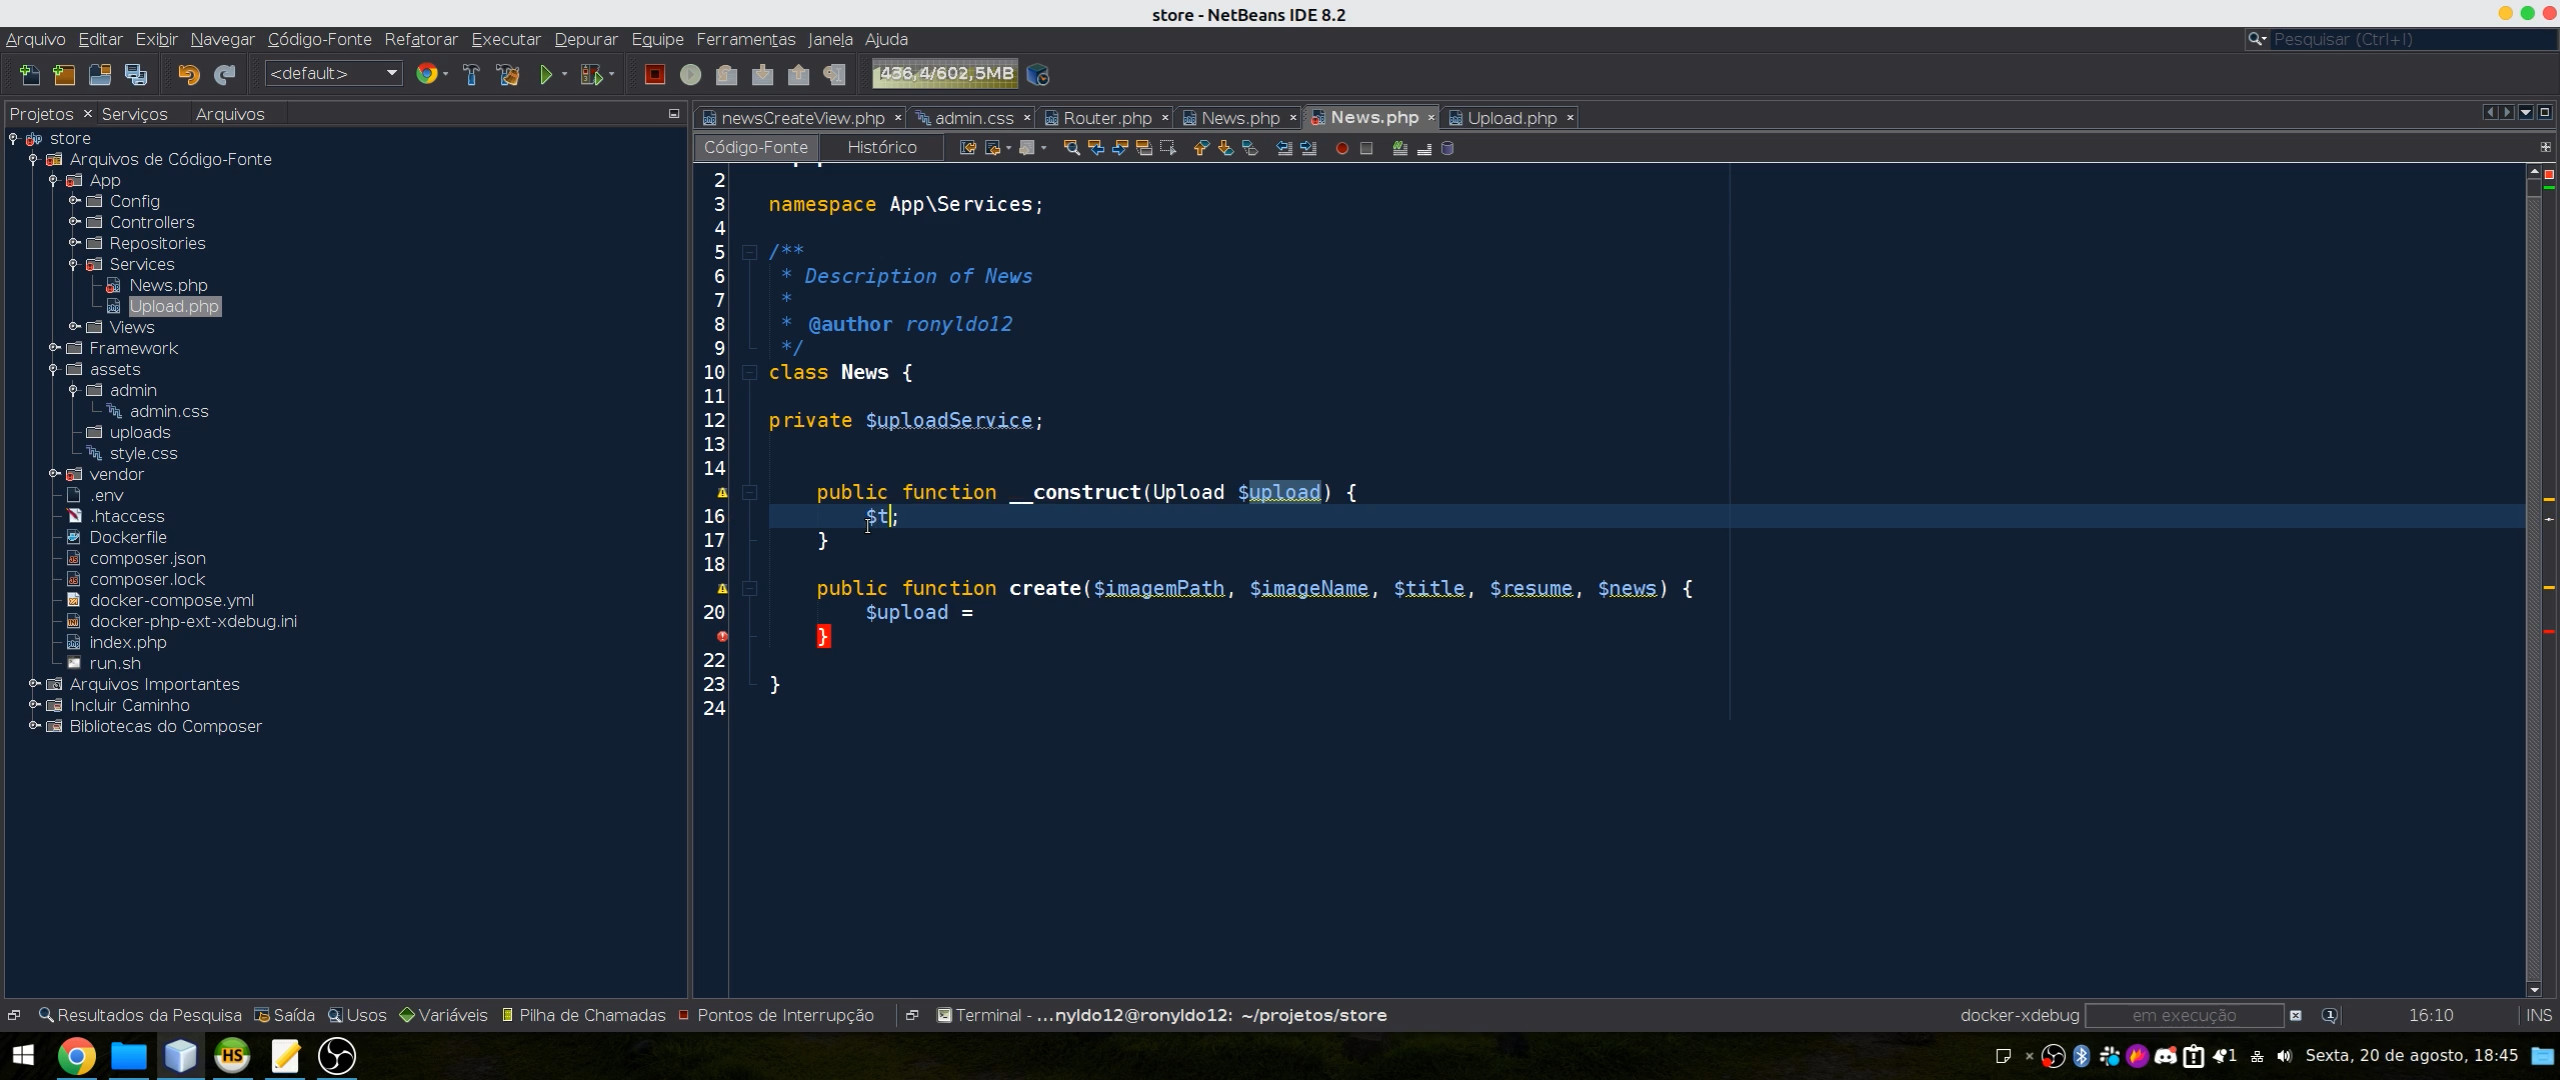 store - NetBeans IDE 8.2
Arquivo Editar Exibir Navegar Código-Fonte Refatorar Executar Depurar Equipe Ferramentas Janela Ajuda
Pesquisar (Ctrl+I)
<default>
436,4/602,5MB
Projetos × Serviços Arquivos
newsCreateView.php × admin.css × Router.php × News.php × News.php × Upload.php ×
Código-Fonte Histórico
store
Arquivos de Código-Fonte
App
Config
Controllers
Repositories
Services
News.php
Upload.php
Views
Framework
assets
admin
admin.css
uploads
style.css
vendor
.env
.htaccess
Dockerfile
composer.json
composer.lock
docker-compose.yml
docker-php-ext-xdebug.ini
index.php
run.sh
Arquivos Importantes
Incluir Caminho
Bibliotecas do Composer
2
3 namespace App\Services;
4
5 /**
6 * Description of News
7 *
8 * @author ronyldo12
9 */
10 class News {
11
12 private $uploadService;
13
14
public function __construct(Upload $upload) {
16 $t;
17 }
18
public function create($imagemPath, $imageName, $title, $resume, $news) {
20 $upload =
}
22
23 }
24
Resultados da Pesquisa Saída Usos Variáveis Pilha de Chamadas Pontos de Interrupção Terminal - ...nyldo12@ronyldo12: ~/projetos/store
docker-xdebug em execução 16:10 INS
HS
1 Sexta, 20 de agosto, 18:45